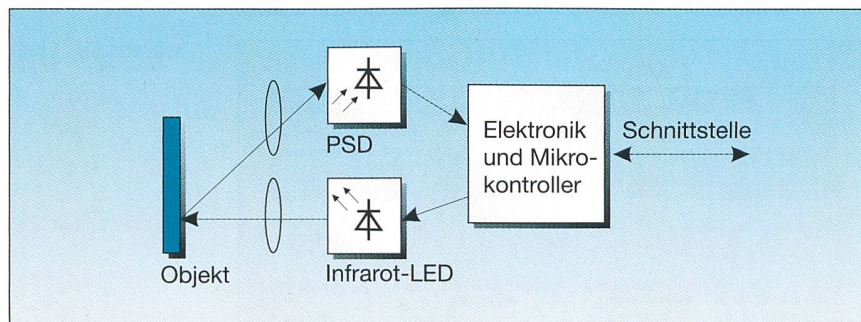 PSD
Elektronik
und Mikro-
kontroller
Schnittstelle
Objekt
Infrarot-LED